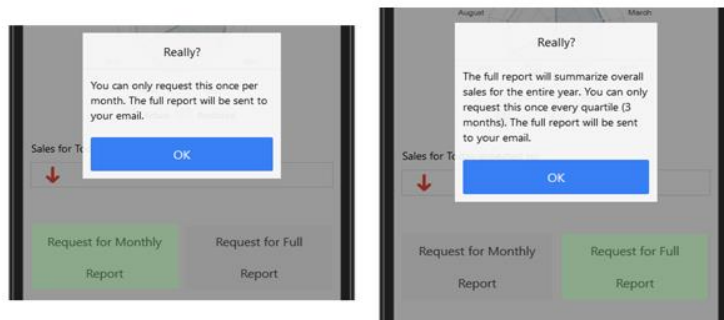 Really?
You can only request this once per
month. The full report will be sent to
your email.
OK
Sales for To
Request for Monthly
Report
Request for Full
Report
August
March
Really?
The full report will summarize overall
sales for the entire year. You can only
request this once every quartile (3
months). The full report will be sent
to your email.
OK
Sales for To
Request for Monthly
Report
Request for Full
Report